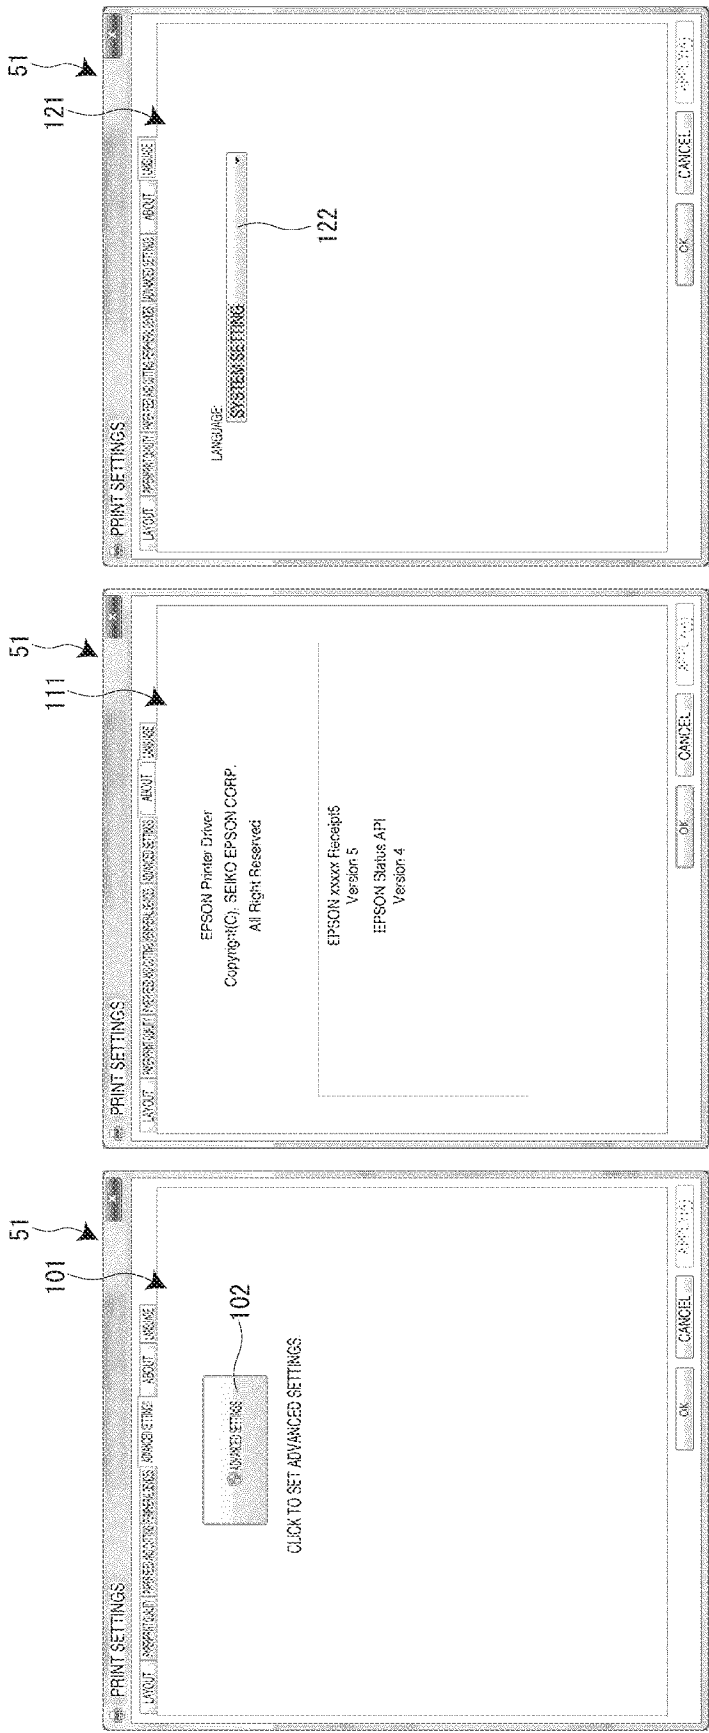 51
101
PRINT SETTINGS
LAYOUT
ADVANCED SETTINGS
ABOUT
LANGUAGE
102
ADVANCED SETTINGS
CLICK TO SET ADVANCED SETTINGS
OK
CANCEL
51
111
PRINT SETTINGS
LAYOUT
ADVANCED SETTINGS
ABOUT
LANGUAGE
EPSON Printer Driver
Copyright(C), SEIKO EPSON CORP.
All Right Reserved
EPSON xxxxx Receipt5
Version 5
EPSON Status API
Version 4
OK
CANCEL
51
121
PRINT SETTINGS
LAYOUT
ADVANCED SETTINGS
ABOUT
LANGUAGE
LANGUAGE:
SYSTEM SETTING
122
OK
CANCEL